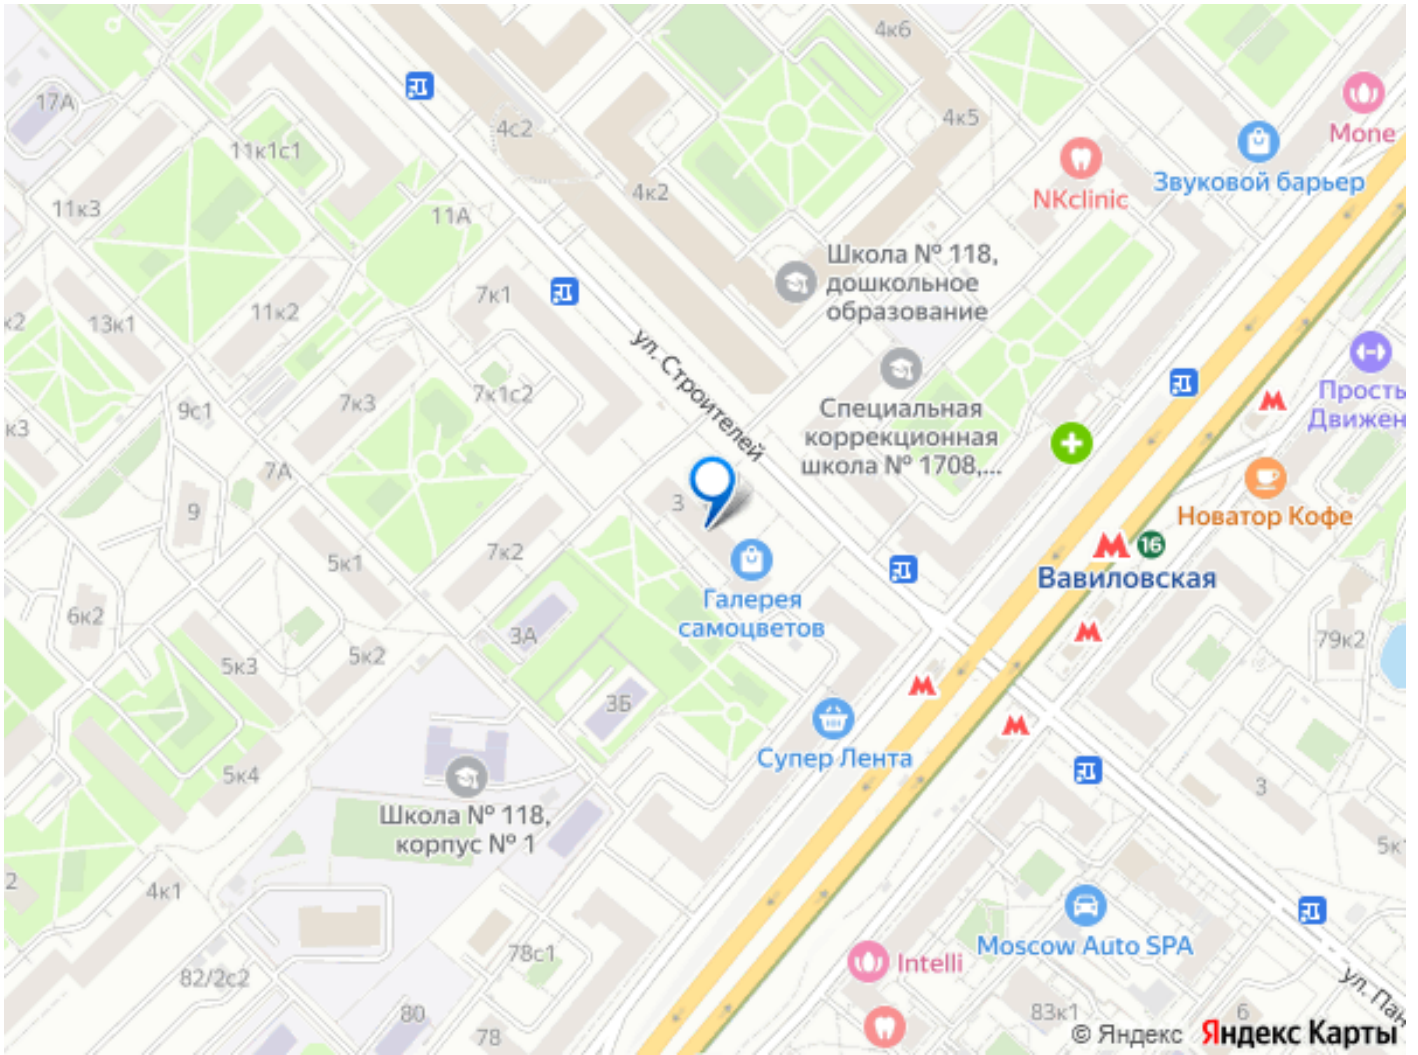 4к6
17А
Mone
4с2
4к5
11к1с1
NKclinic
Звуковой барьер
4к2
11к3
11А
Школа № 118,
дошкольное
образование
7к1
11к2
к2
13к1
ул. Строителей
Прость
Движен
9с1
7к3
7к1с2
Специальная
коррекционная
школа № 1708,...
к3
7А
9
3
Новатор Кофе
16
Вавиловская
7к2
5к1
Галерея
самоцветов
6к2
3А
79к2
5к3
5к2
3Б
Супер Лента
5к4
3
Школа № 118,
корпус № 1
5к
2
4к1
Moscow Auto SPA
78с1
Intelli
82/2с2
ул. Пан
80
78
83к1
6
© Яндекс
Яндекс Карты